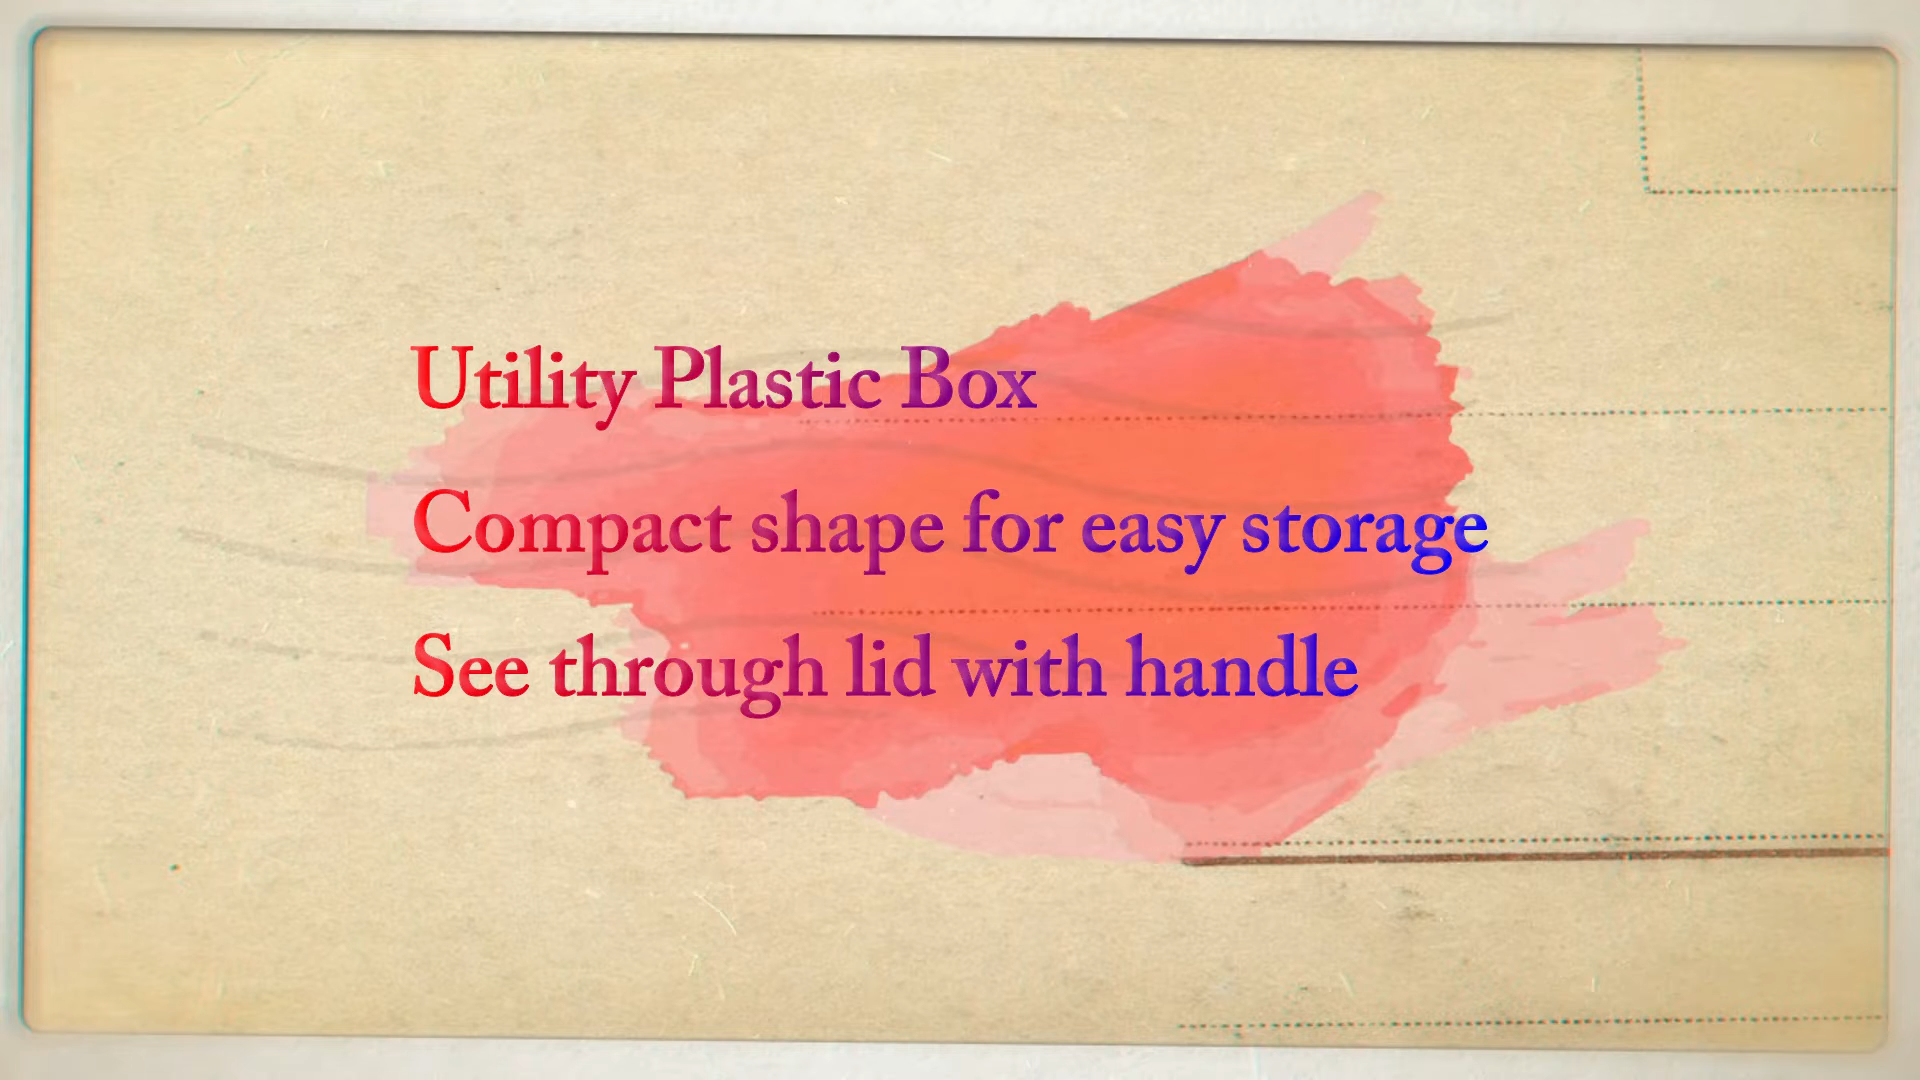 Utility Plastic Box
Compact shape for easy storage
See through lid with handle